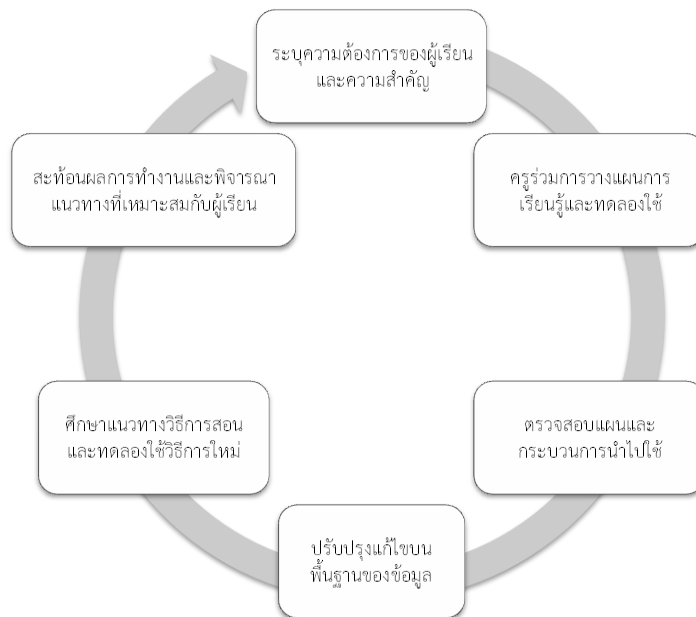 ระบุความต้องการของผู้เรียน
และความสำคัญ
ครูร่วมการวางแผนการ
เรียนรู้และทดลองใช้
ตรวจสอบแผนและ
กระบวนการนำไปใช้
ปรับปรุงแก้ไขบน
พื้นฐานของข้อมูล
ศึกษาแนวทางวิธีการสอน
และทดลองใช้วิธีการใหม่
สะท้อนผลการทำงานและพิจารณา
แนวทางที่เหมาะสมกับผู้เรียน